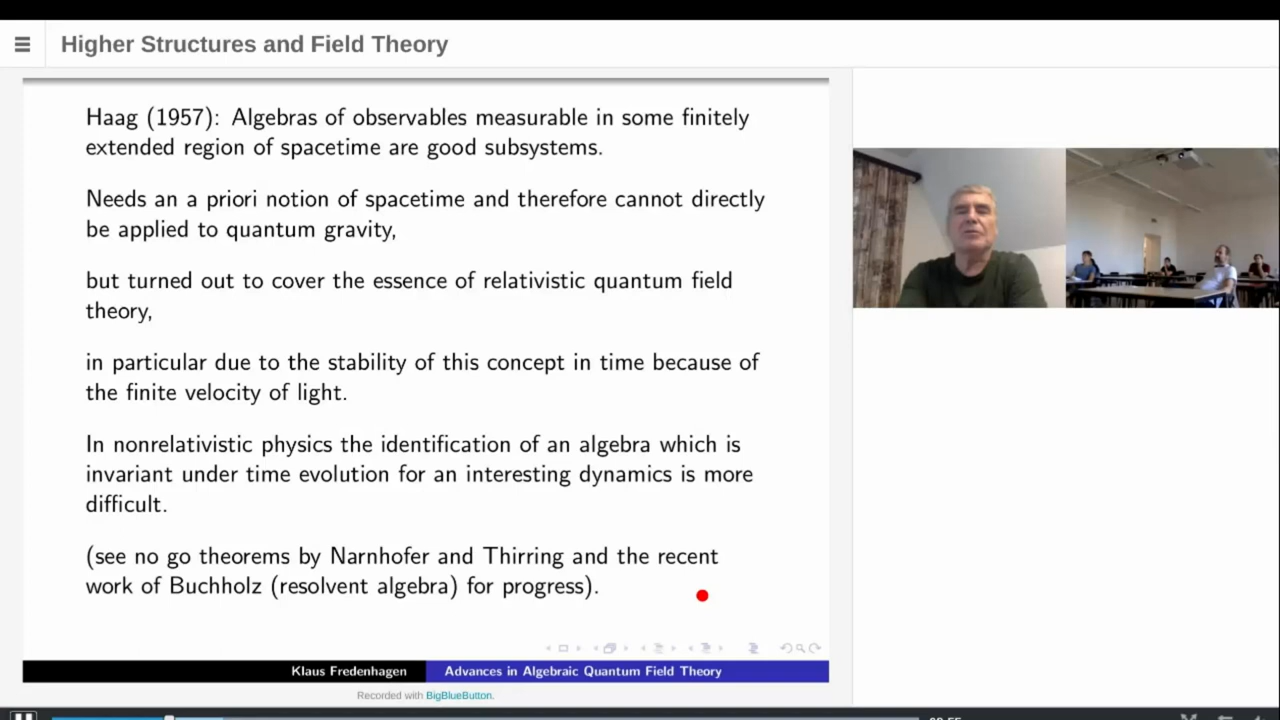 Higher Structures and Field Theory
Haag (1957): Algebras of observables measurable in some finitely
extended region of spacetime are good subsystems.
Needs an a priori notion of spacetime and therefore cannot directly
be applied to quantum gravity,
but turned out to cover the essence of relativistic quantum field
theory,
in particular due to the stability of this concept in time because of
the finite velocity of light.
In nonrelativistic physics the identification of an algebra which is
invariant under time evolution for an interesting dynamics is more
difficult.
(see no go theorems by Narnhofer and Thirring and the recent
work of Buchholz (resolvent algebra) for progress).
Klaus Fredenhagen Advances in Algebraic Quantum Field Theory
Recorded with BigBlueButton.